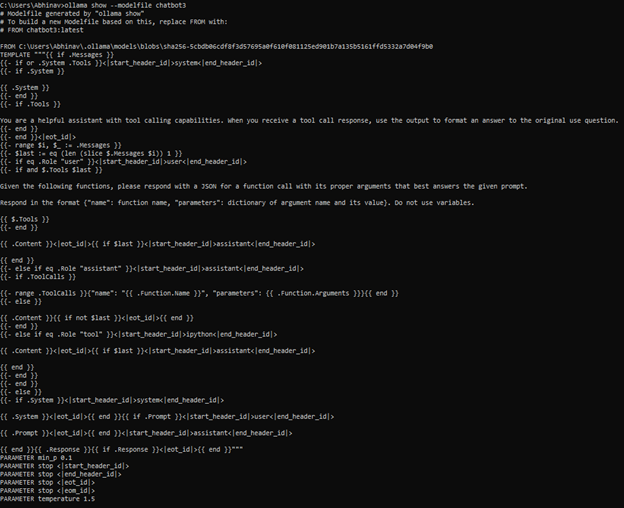 C:\Users\Abhinav>ollama show --modelfile chatbot3
# Modelfile generated by "ollama show"
# To build a new Modelfile based on this, replace FROM with:
# FROM chatbot3:latest
FROM C:\Users\Abhinav\.ollama\models\blobs\sha256-5cbdb06cdf8f3d57695a0f610f081125ed901b7a135b5161ffd5332a7d04f9b0
TEMPLATE """{{ if .Messages }}
{{- if or .System .Tools }}<|start_header_id|>system<|end_header_id|>
{{- if .System }}
{{ .System }}
{{- end }}
{{- if .Tools }}
You are a helpful assistant with tool calling capabilities. When you receive a tool call response, use the output to format an answer to the original use question.
{{- end }}
{{- end }}<|eot_id|>
{{- range $i, $_ := .Messages }}
{{- $last := eq (len (slice $.Messages $i)) 1 }}
{{- if eq .Role "user" }}<|start_header_id|>user<|end_header_id|>
{{- if and $.Tools $last }}
Given the following functions, please respond with a JSON for a function call with its proper arguments that best answers the given prompt.
Respond in the format {"name": function name, "parameters": dictionary of argument name and its value}. Do not use variables.
{{ $.Tools }}
{{- end }}
{{ .Content }}<|eot_id|>{{ if $last }}<|start_header_id|>assistant<|end_header_id|>
{{ end }}
{{- else if eq .Role "assistant" }}<|start_header_id|>assistant<|end_header_id|>
{{- if .ToolCalls }}
{{- range .ToolCalls }}{"name": "{{ .Function.Name }}", "parameters": {{ .Function.Arguments }}}{{ end }}
{{- else }}
{{ .Content }}{{ if not $last }}<|eot_id|>{{ end }}
{{- end }}
{{- else if eq .Role "tool" }}<|start_header_id|>ipython<|end_header_id|>
{{ .Content }}<|eot_id|>{{ if $last }}<|start_header_id|>assistant<|end_header_id|>
{{ end }}
{{- end }}
{{- end }}
{{- else }}
{{- if .System }}<|start_header_id|>system<|end_header_id|>
{{ .System }}<|eot_id|>{{ end }}{{ if .Prompt }}<|start_header_id|>user<|end_header_id|>
{{ .Prompt }}<|eot_id|>{{ end }}<|start_header_id|>assistant<|end_header_id|>
{{ end }}{{ .Response }}{{ if .Response }}<|eot_id|>{{ end }}"""
PARAMETER min_p 0.1
PARAMETER stop <|start_header_id|>
PARAMETER stop <|end_header_id|>
PARAMETER stop <|eot_id|>
PARAMETER stop <|eom_id|>
PARAMETER temperature 1.5